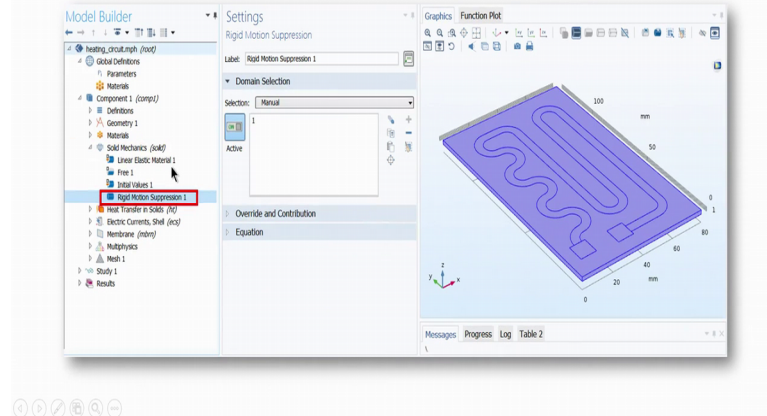 Model Builder
heating_circuit.mph (root)
Global Definitions
Parameters
Materials
Component 1 (comp1)
Definitions
Geometry 1
Materials
Solid Mechanics (solid)
Linear Elastic Material 1
Free 1
Initial Values 1
Rigid Motion Suppression 1
Heat Transfer in Solids (ht)
Electric Currents, Shell (ecs)
Membrane (mbrn)
Multiphysics
Mesh 1
Study 1
Results
Settings
Rigid Motion Suppression
Label: Rigid Motion Suppression 1
Domain Selection
Selection: Manual
1
Active
Override and Contribution
Equation
Graphics Function Plot
100
mm
50
0
1
80
60
40
mm
20
0
z
y
x
Messages Progress Log Table 2